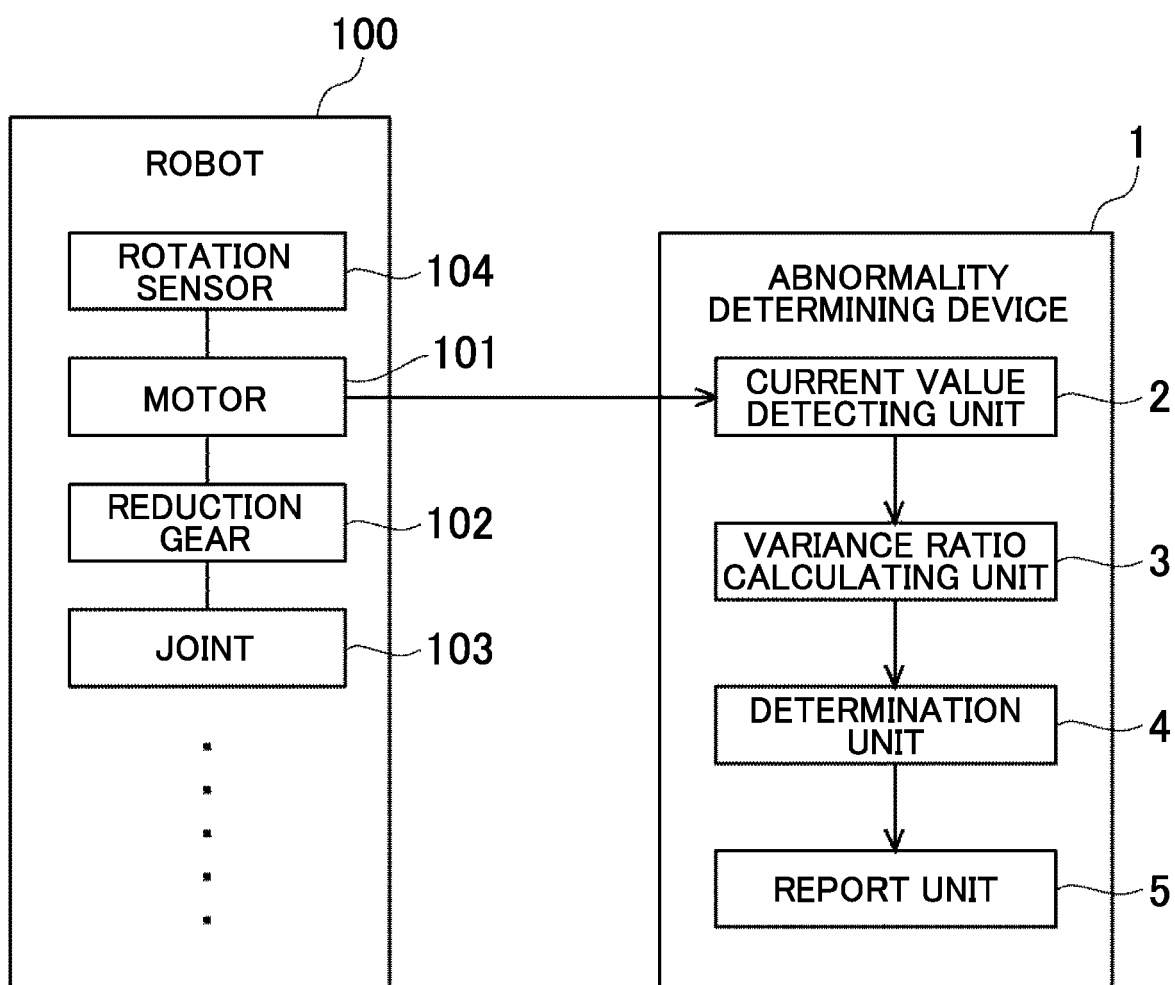 100
ROBOT
ROTATION
SENSOR
104
MOTOR
101
REDUCTION
GEAR
102
JOINT
103
1
ABNORMALITY
DETERMINING DEVICE
CURRENT VALUE
DETECTING UNIT
2
VARIANCE RATIO
CALCULATING UNIT
3
DETERMINATION
UNIT
4
REPORT UNIT
5